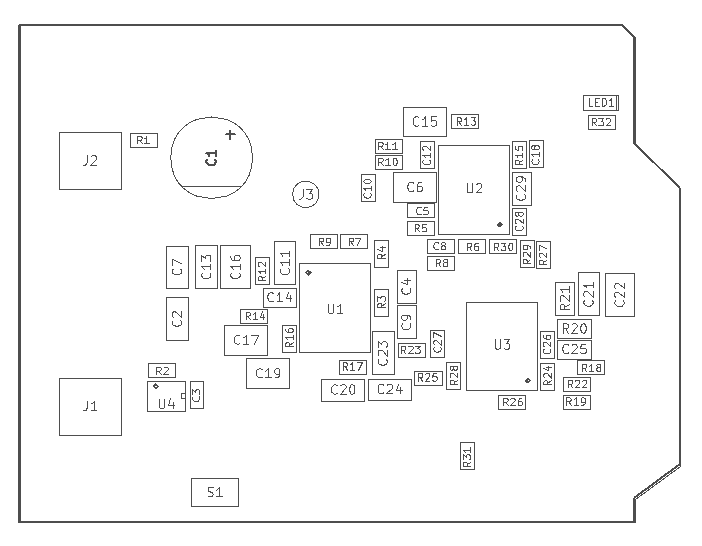 LED1
R32
C15
R13
R1
C1
+
J2
R11
R10
C12
R15
C18
C10
C6
U2
C29
J3
C5
R5
C28
R9
R7
R4
C8
R6
R30
R29
R27
R8
C7
C13
C16
R12
C11
C14
U1
R3
C4
C9
R21
C21
C22
C2
R14
C17
R16
C23
R23
C27
U3
C26
R20
C25
R2
C19
R17
R25
R28
R24
R18
R22
J1
U4
C3
C20
C24
R26
R19
R31
S1